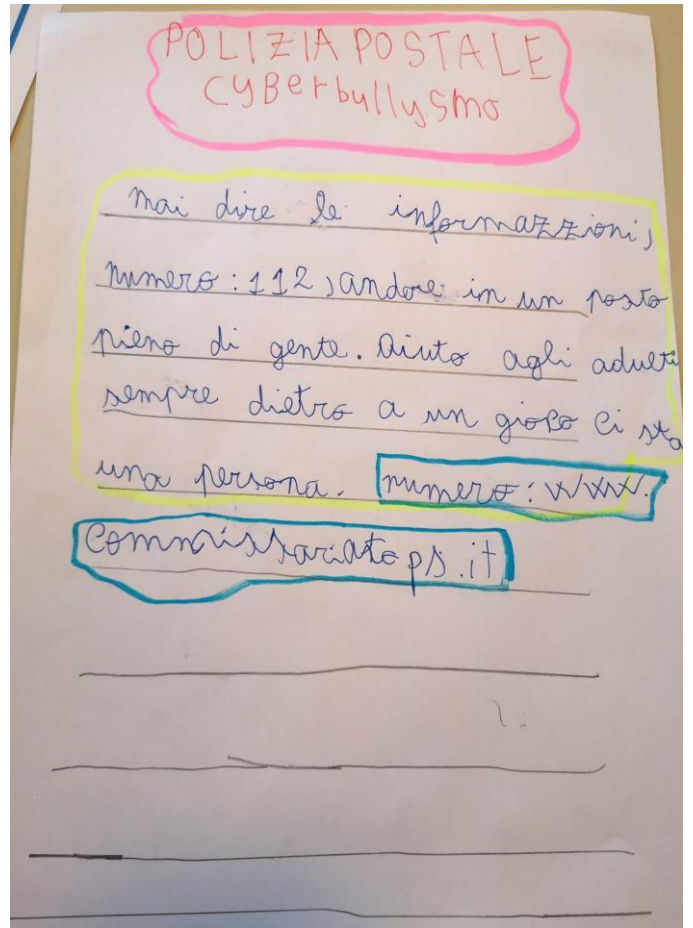 POLIZIA POSTALE
CYBerbullysmo
mai dire le informazzioni,
numero: 112, andare in un posto
pieno di gente. Aiuto agli adulti
sempre dietro a un gioco ci sta
una persona. numero: www.
commissariatops.it